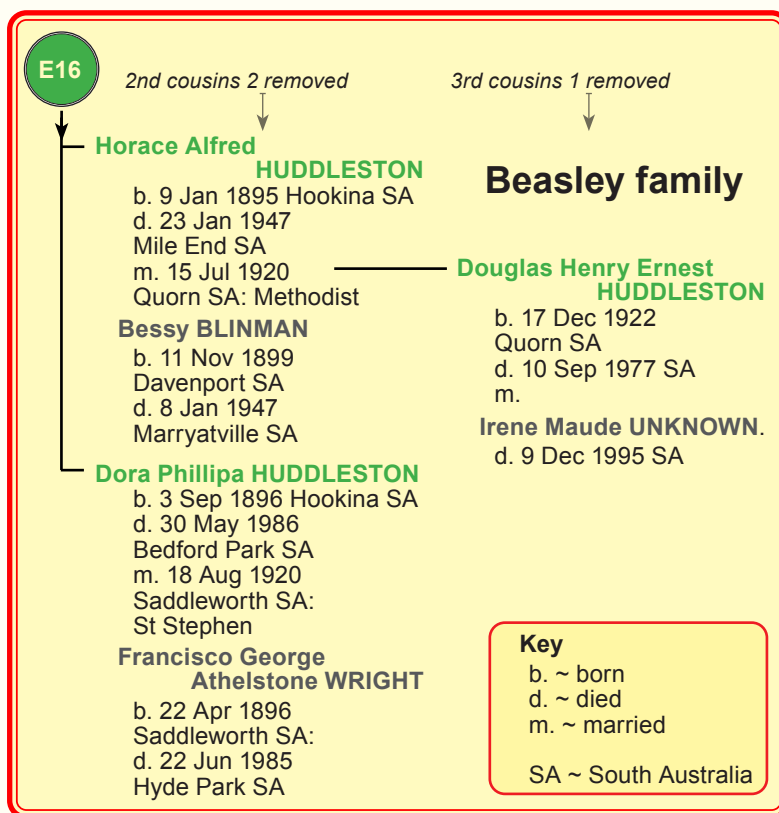 E16
2nd cousins 2 removed
3rd cousins 1 removed
Beasley family
Horace Alfred
HUDDLESTON
b. 9 Jan 1895 Hookina SA
d. 23 Jan 1947
Mile End SA
m. 15 Jul 1920
Quorn SA: Methodist
Bessy BLINMAN
b. 11 Nov 1899
Davenport SA
d. 8 Jan 1947
Marryatville SA
Dora Phillipa HUDDLESTON
b. 3 Sep 1896 Hookina SA
d. 30 May 1986
Bedford Park SA
m. 18 Aug 1920
Saddleworth SA:
St Stephen
Francisco George
Athelstone WRIGHT
b. 22 Apr 1896
Saddleworth SA:
d. 22 Jun 1985
Hyde Park SA
Douglas Henry Ernest
HUDDLESTON
b. 17 Dec 1922
Quorn SA
d. 10 Sep 1977 SA
m.
Irene Maude UNKNOWN.
d. 9 Dec 1995 SA
Key
b. ~ born
d. ~ died
m. ~ married
SA ~ South Australia